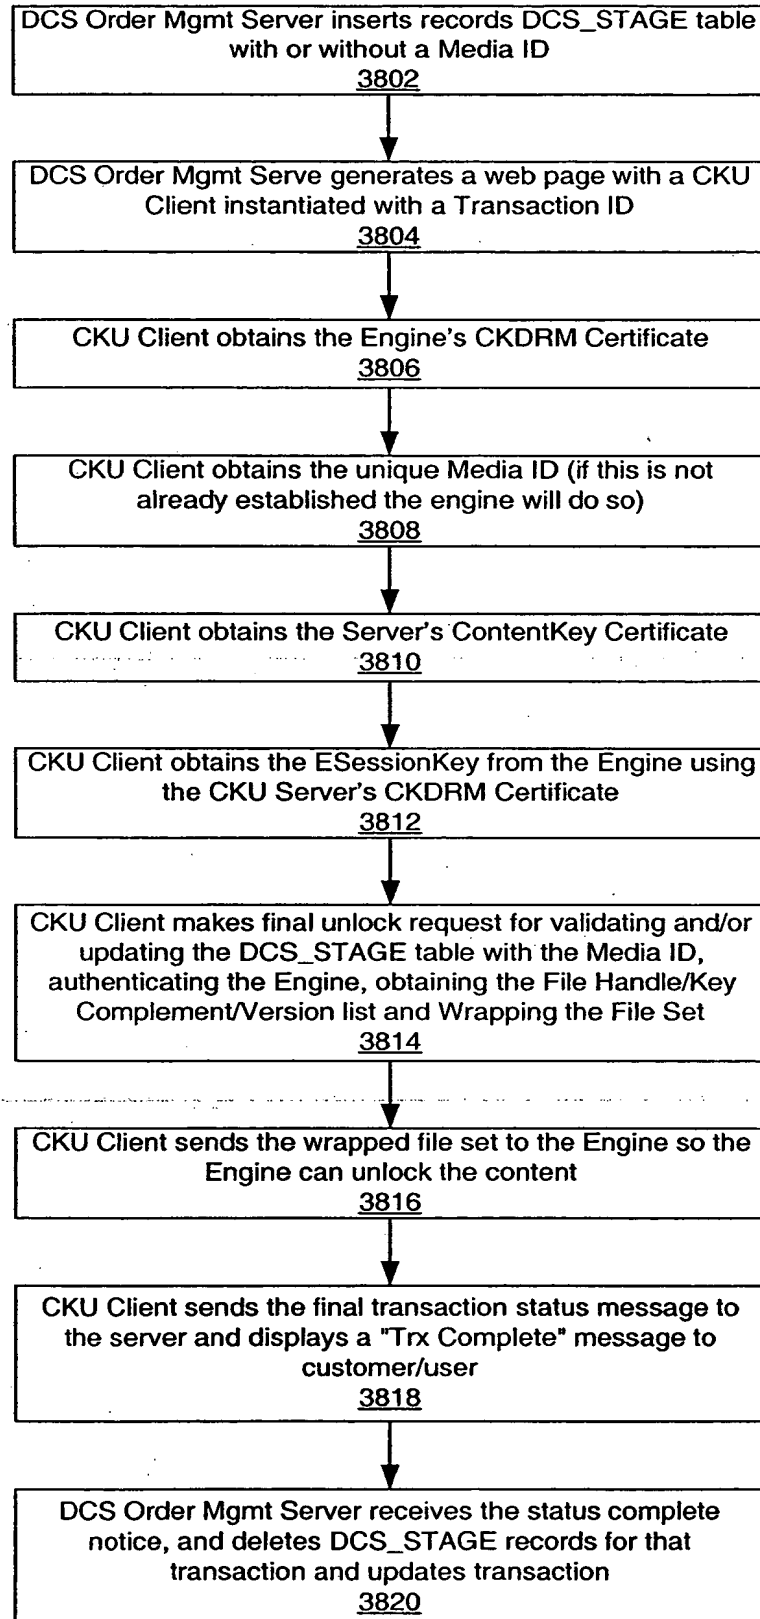 DCS Order Mgmt Server inserts records DCS_STAGE table
with or without a Media ID
3802
DCS Order Mgmt Serve generates a web page with a CKU
Client instantiated with a Transaction ID
3804
CKU Client obtains the Engine's CKDRM Certificate
3806
CKU Client obtains the unique Media ID (if this is not
already established the engine will do so)
3808
CKU Client obtains the Server's ContentKey Certificate
3810
CKU Client obtains the ESessionKey from the Engine using
the CKU Server's CKDRM Certificate
3812
CKU Client makes final unlock request for validating and/or
updating the DCS_STAGE table with the Media ID,
authenticating the Engine, obtaining the File Handle/Key
Complement/Version list and Wrapping the File Set
3814
CKU Client sends the wrapped file set to the Engine so the
Engine can unlock the content
3816
CKU Client sends the final transaction status message to
the server and displays a "Trx Complete" message to
customer/user
3818
DCS Order Mgmt Server receives the status complete
notice, and deletes DCS_STAGE records for that
transaction and updates transaction
3820